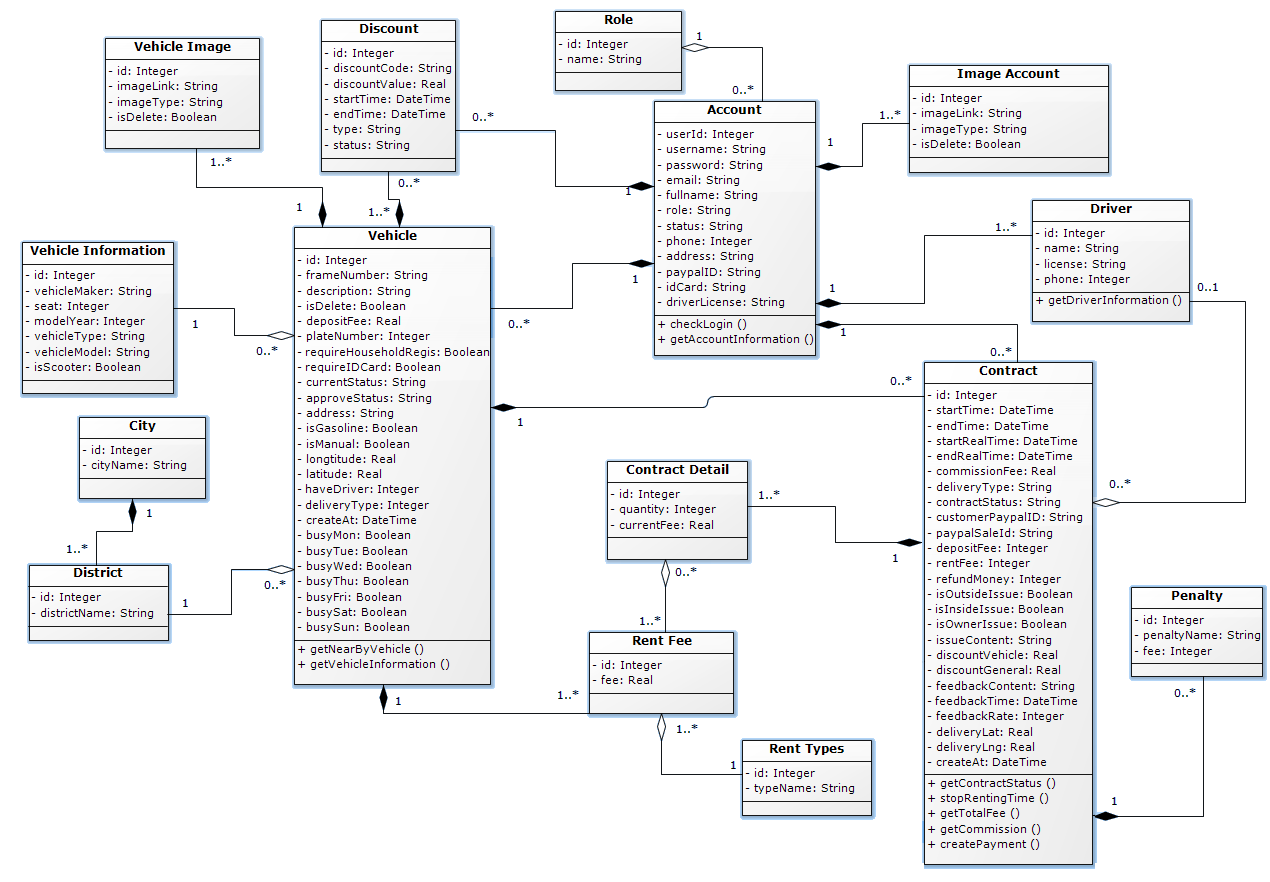 Vehicle Image
- id: Integer
- imageLink: String
- imageType: String
- isDelete: Boolean
1..*
1
Discount
- id: Integer
- discountCode: String
- discountValue: Real
- startTime: DateTime
- endTime: DateTime
- type: String
- status: String
0..*
1
0..*
1..*
Role
- id: Integer
- name: String
1
0..*
Account
- userId: Integer
- username: String
- password: String
- email: String
- fullname: String
- role: String
- status: String
- phone: Integer
- address: String
- paypalID: String
- idCard: String
- driverLicense: String
+ checkLogin ()
+ getAccountInformation ()
1
1..*
Image Account
- id: Integer
- imageLink: String
- imageType: String
- isDelete: Boolean
1
1..*
Driver
- id: Integer
- name: String
- license: String
- phone: Integer
+ getDriverInformation ()
0..1
0..*
1
0..*
1
0..*
Vehicle Information
- id: Integer
- vehicleMaker: String
- seat: Integer
- modelYear: Integer
- vehicleType: String
- vehicleModel: String
- isScooter: Boolean
1
0..*
Vehicle
- id: Integer
- frameNumber: String
- description: String
- isDelete: Boolean
- depositFee: Real
- plateNumber: Integer
- requireHouseholdRegis: Boolean
- requireIDCard: Boolean
- currentStatus: String
- approveStatus: String
- address: String
- isGasoline: Boolean
- isManual: Boolean
- longtitude: Real
- latitude: Real
- haveDriver: Integer
- deliveryType: Integer
- createAt: DateTime
- busyMon: Boolean
- busyTue: Boolean
- busyWed: Boolean
- busyThu: Boolean
- busyFri: Boolean
- busySat: Boolean
- busySun: Boolean
+ getNearByVehicle ()
+ getVehicleInformation ()
1
0..*
City
- id: Integer
- cityName: String
1
1..*
District
- id: Integer
- districtName: String
1
0..*
Contract Detail
- id: Integer
- quantity: Integer
- currentFee: Real
1..*
1
0..*
1..*
Rent Fee
- id: Integer
- fee: Real
1
1..*
1..*
1
Rent Types
- id: Integer
- typeName: String
Contract
- id: Integer
- startTime: DateTime
- endTime: DateTime
- startRealTime: DateTime
- endRealTime: DateTime
- commissionFee: Real
- deliveryType: String
- contractStatus: String
- customerPaypalID: String
- paypalSaleId: String
- depositFee: Integer
- rentFee: Integer
- refundMoney: Integer
- isOutsideIssue: Boolean
- isInsideIssue: Boolean
- isOwnerIssue: Boolean
- issueContent: String
- discountVehicle: Real
- discountGeneral: Real
- feedbackContent: String
- feedbackTime: DateTime
- feedbackRate: Integer
- deliveryLat: Real
- deliveryLng: Real
- createAt: DateTime
+ getContractStatus ()
+ stopRentingTime ()
+ getTotalFee ()
+ getCommission ()
+ createPayment ()
Penalty
- id: Integer
- penaltyName: String
- fee: Integer
0..*
1